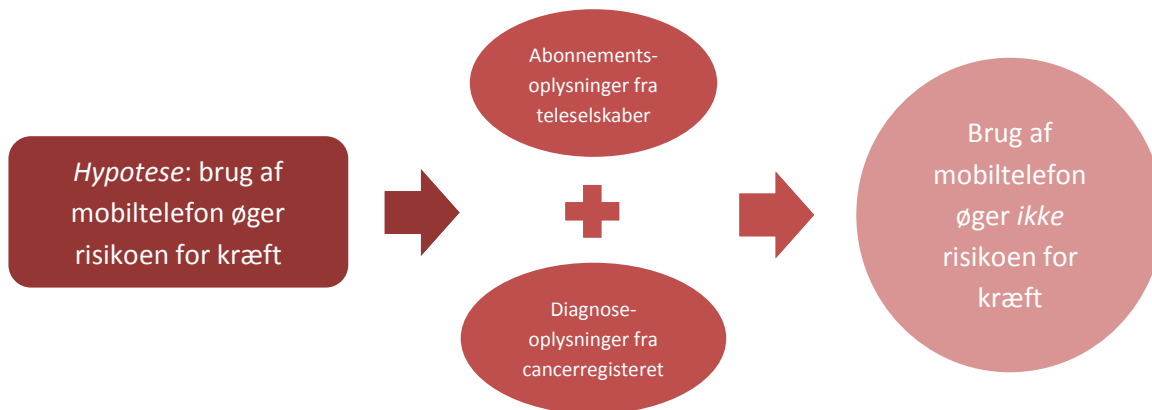 Hypotese: brug af
mobiltelefon øger
risikoen for kræft
Abonnements-
oplysninger fra
teleselskaber
Diagnose-
oplysninger fra
cancerregisteret
Brug af
mobiltelefon
øger ikke
risikoen for
kræft